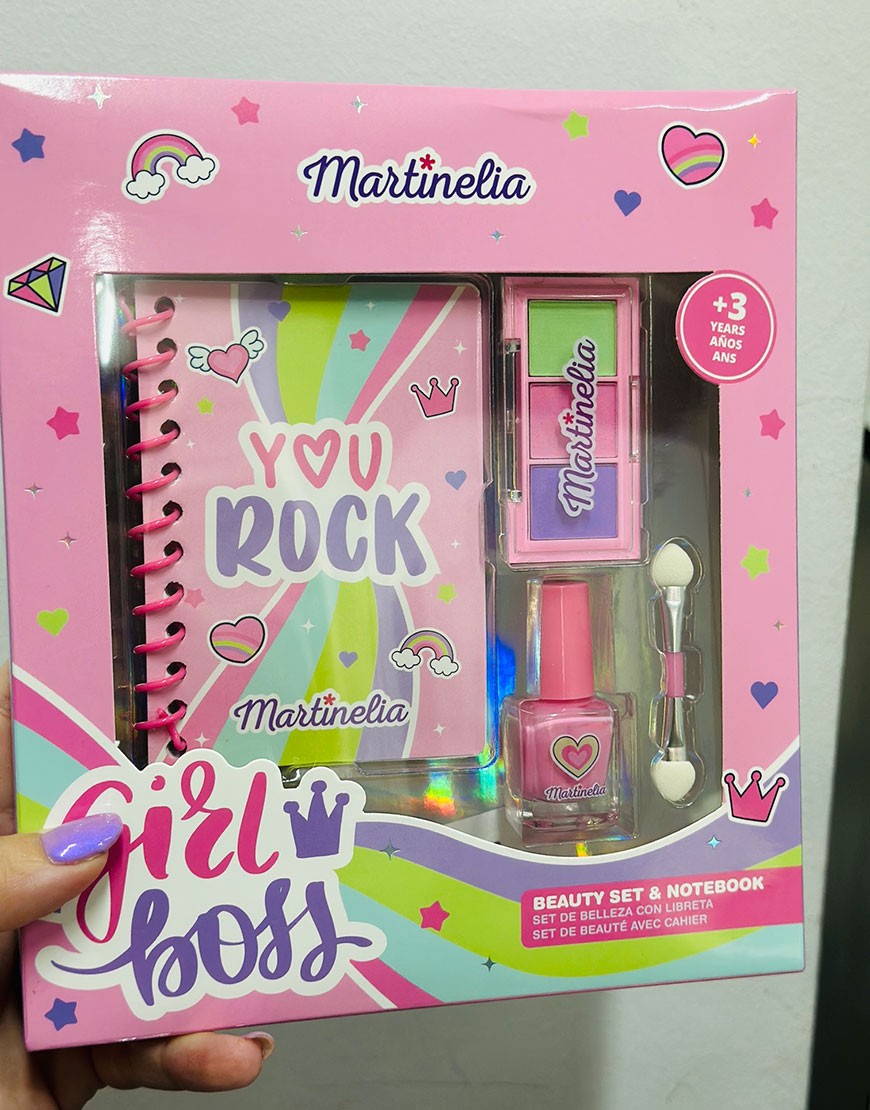 Martinelia
+3
YEARS
AÑOS
ANS
YOU
ROCK
Martinelia
Martinelia
Martinelia
girl
boss
BEAUTY SET & NOTEBOOK
SET DE BELLEZA CON LIBRETA
SET DE BEAUTÉ AVEC CAHIER